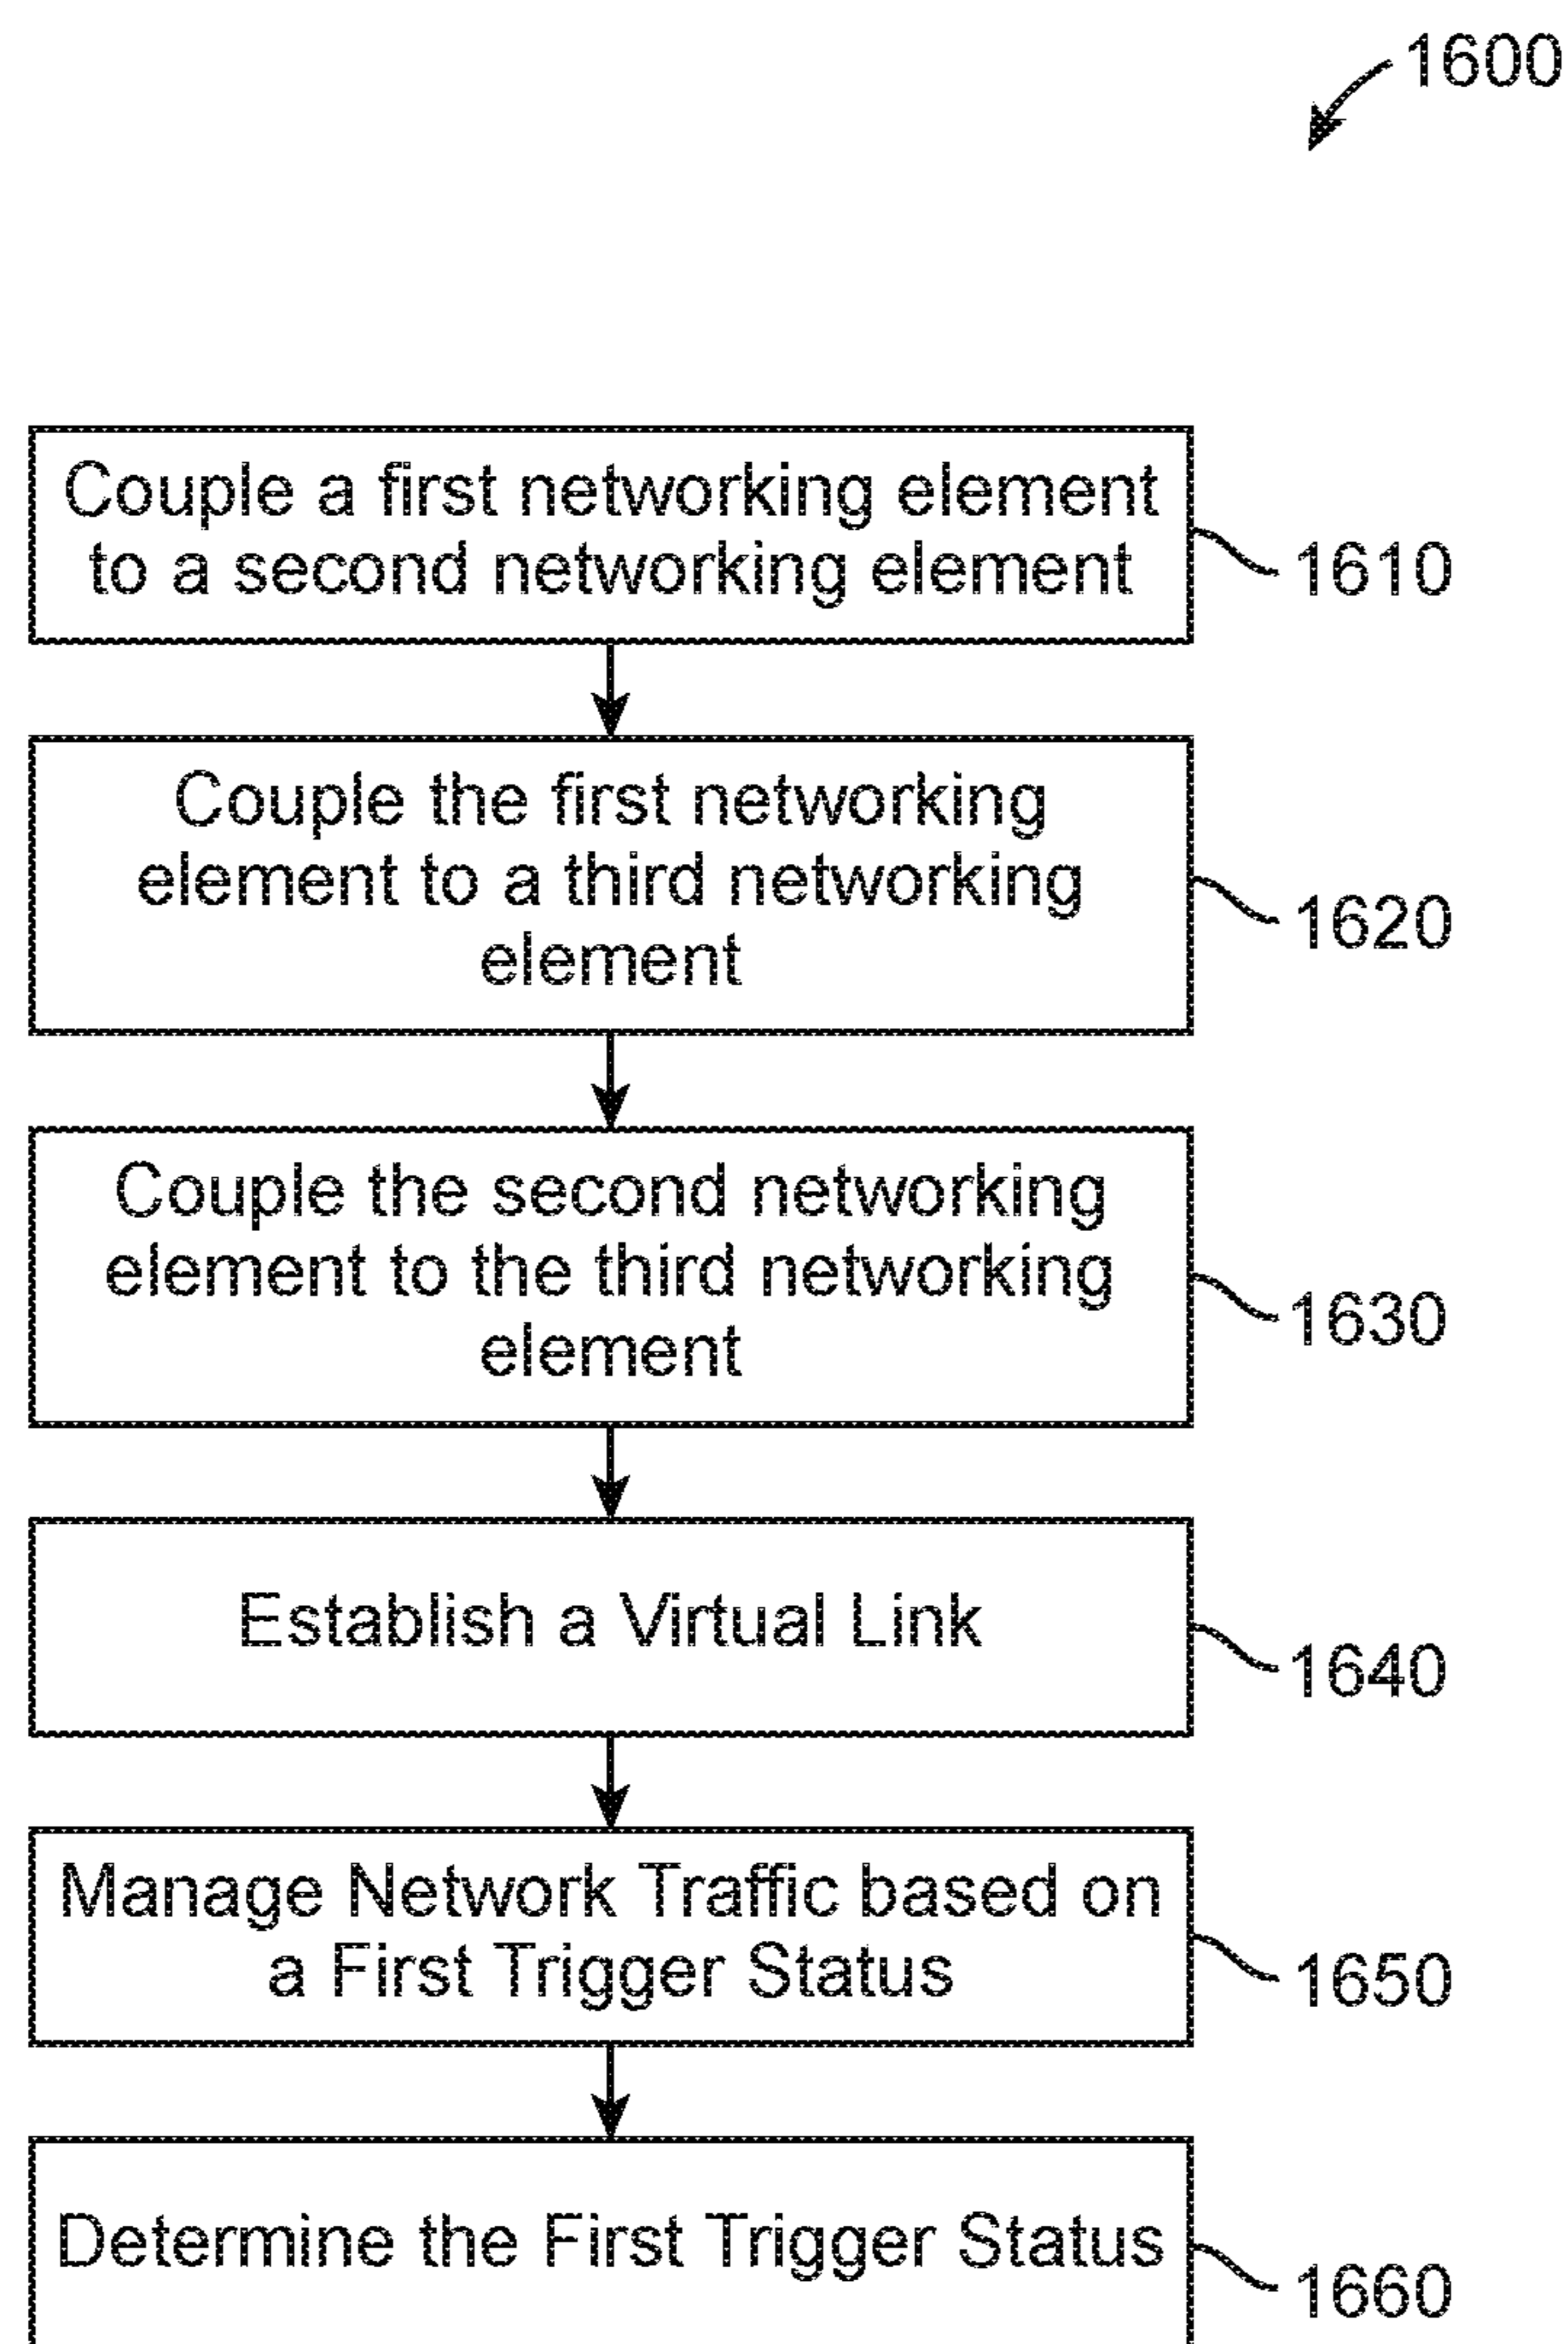 1600
Couple a first networking element
to a second networking element
1610
Couple the first networking
element to a third networking
element
1620
Couple the second networking
element to the third networking
element
1630
Establish a Virtual Link
1640
Manage Network Traffic based on
a First Trigger Status
1650
Determine the First Trigger Status
1660